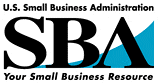 U.S. Small Business Administration
SBA
Your Small Business Resource